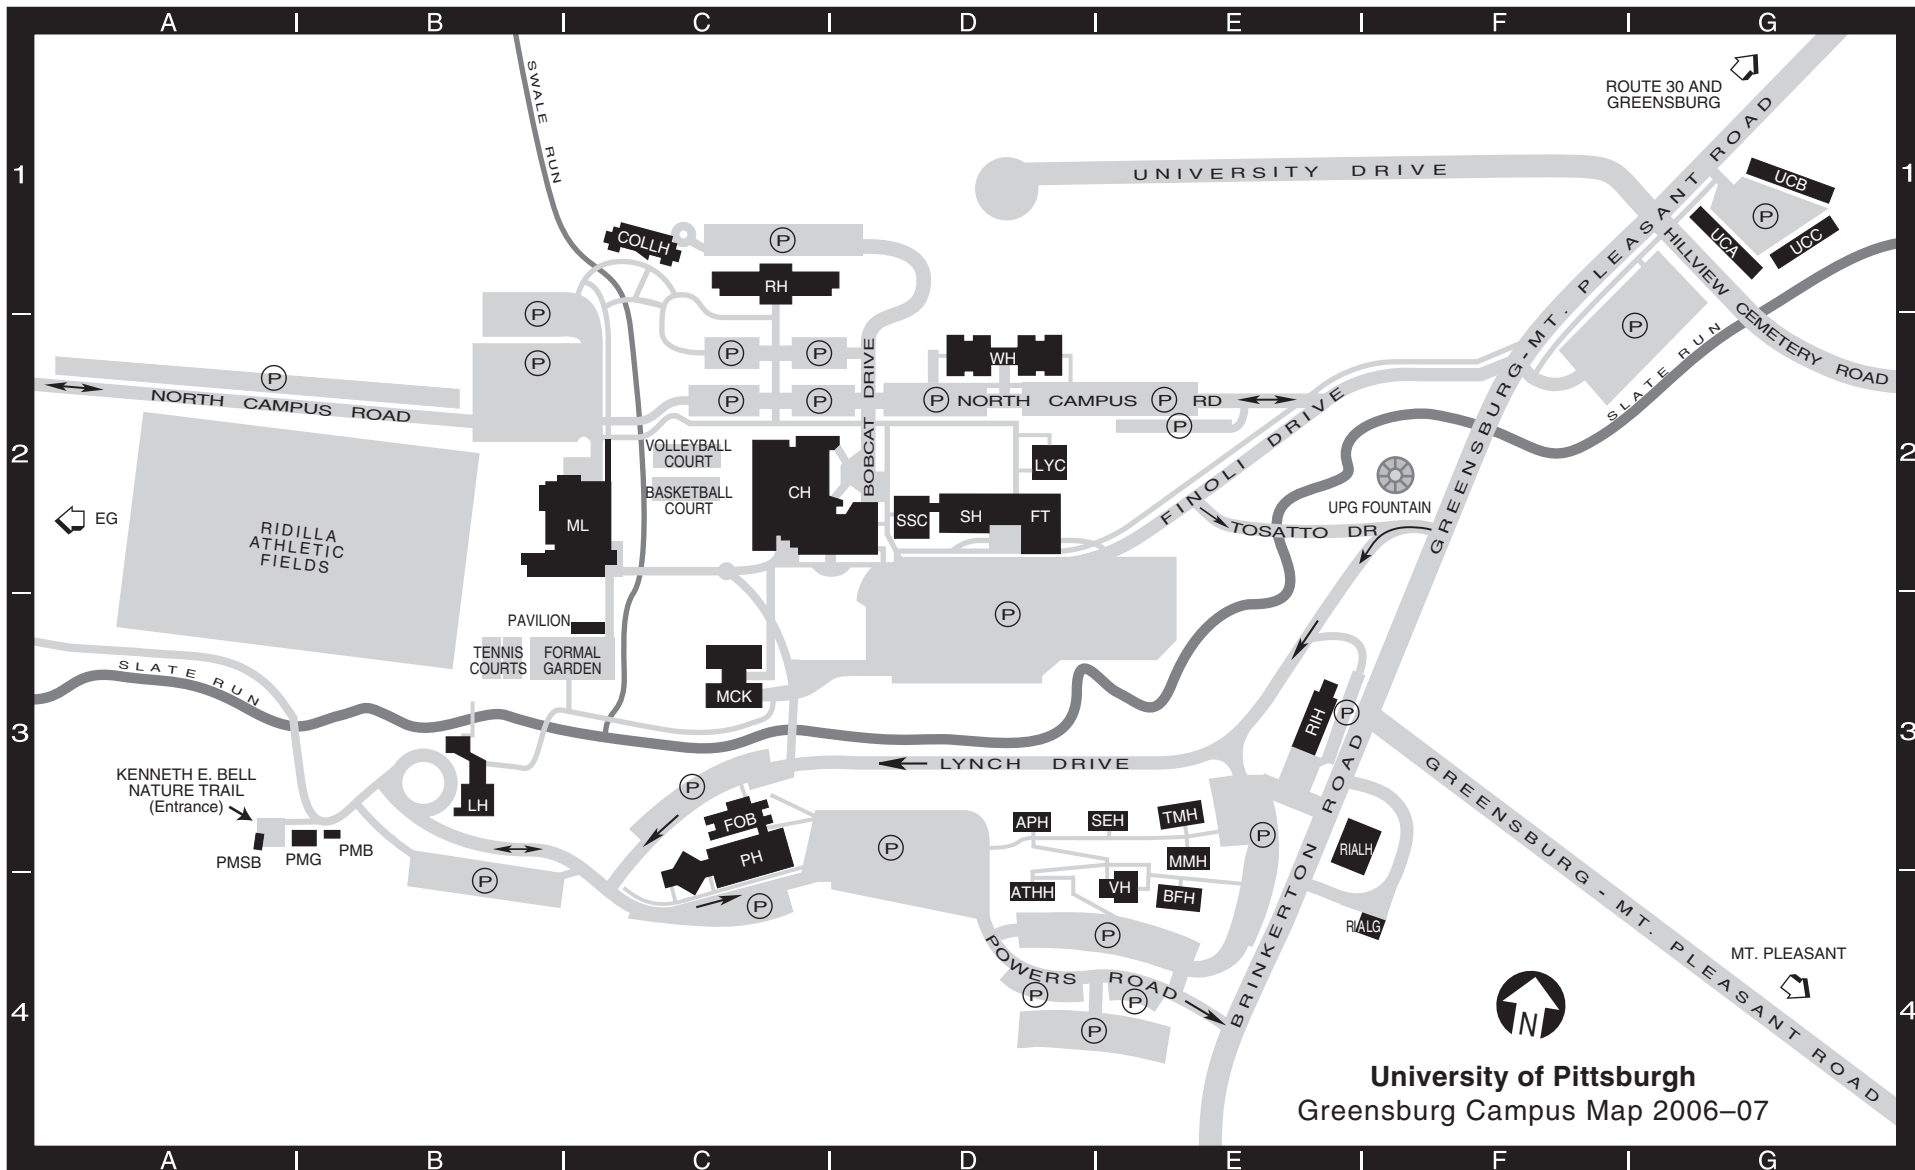 A B C D E F G
ROUTE 30 AND
GREENSBURG
SWALE RUN
1 1
UNIVERSITY DRIVE
GREENSBURG-MT. PLEASANT ROAD
UCB
P
UCA
UCC
HILLVIEW CEMETERY ROAD
COLLH
P
RH
P
P
P
P
P
P
WH
BOBCAT DRIVE
SLATE RUN
P
NORTH CAMPUS ROAD
P
P
P
NORTH CAMPUS
P
RD
P
FINOLI DRIVE
2 2
VOLLEYBALL
COURT
BASKETBALL
COURT
CH
LYC
UPG FOUNTAIN
EG
RIDILLA
ATHLETIC
FIELDS
ML
SSC
SH
FT
TOSATTO DR
PAVILION
P
TENNIS
COURTS
FORMAL
GARDEN
SLATE RUN
MCK
RIH
P
3 3
LYNCH DRIVE
BRINKERTON ROAD
GREENSBURG - MT. PLEASANT ROAD
KENNETH E. BELL
NATURE TRAIL
(Entrance)
P
LH
FOB
APH
SEH
TMH
P
PMSB
PMG
PMB
PH
P
MMH
RIALH
P
P
ATHH
VH
BFH
RIALG
P
POWERS ROAD
MT. PLEASANT
P
P
P
4 4
N
University of Pittsburgh
Greensburg Campus Map 2006–07
A B C D E F G